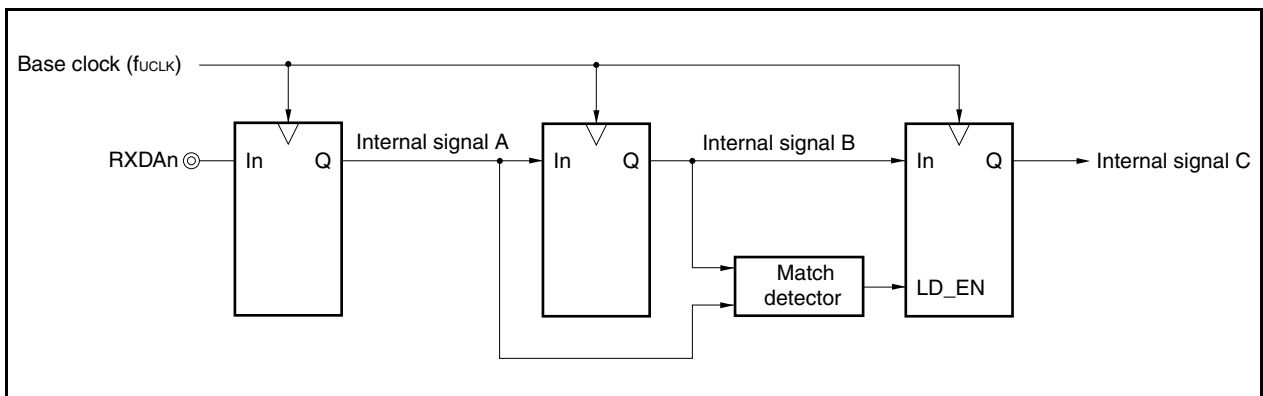 Base clock (fUCLK)
Internal signal A
Internal signal B
RXDAn
In
Q
In
Q
In
Q
Internal signal C
Match
detector
LD_EN